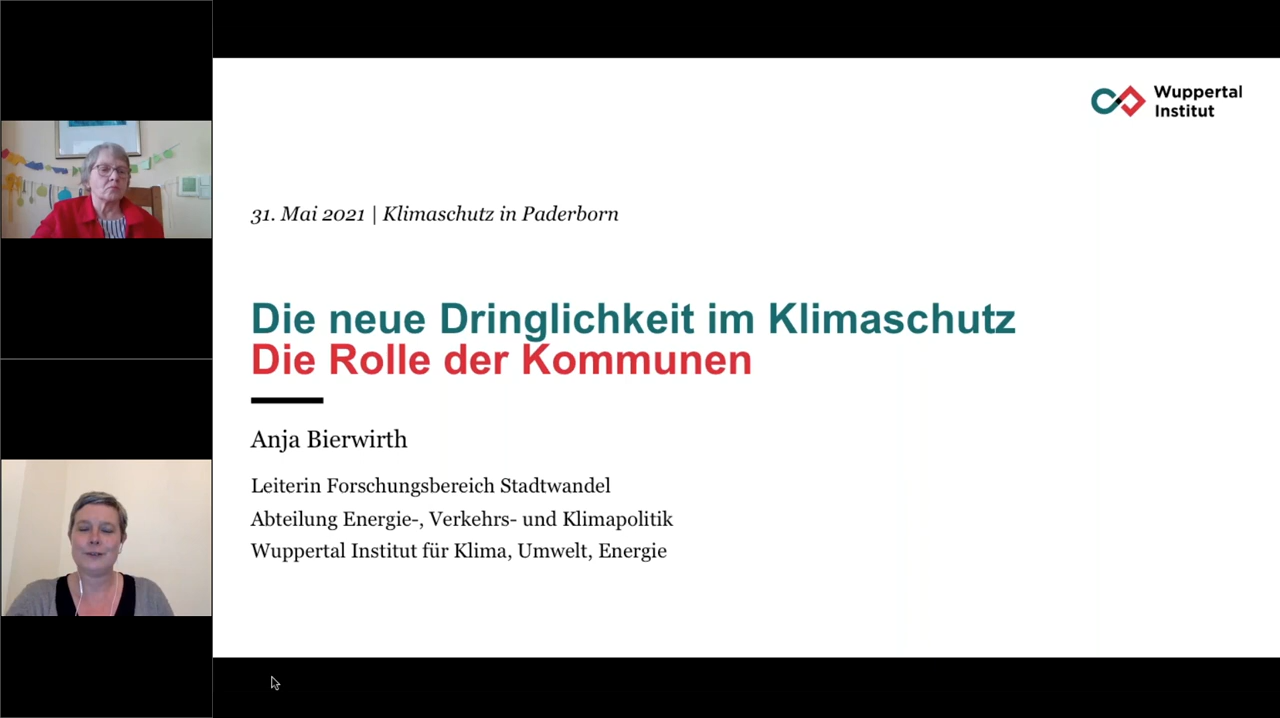 Wuppertal
Institut
31. Mai 2021 | Klimaschutz in Paderborn
Die neue Dringlichkeit im Klimaschutz
Die Rolle der Kommunen
Anja Bierwirth
Leiterin Forschungsbereich Stadtwandel
Abteilung Energie-, Verkehrs- und Klimapolitik
Wuppertal Institut für Klima, Umwelt, Energie